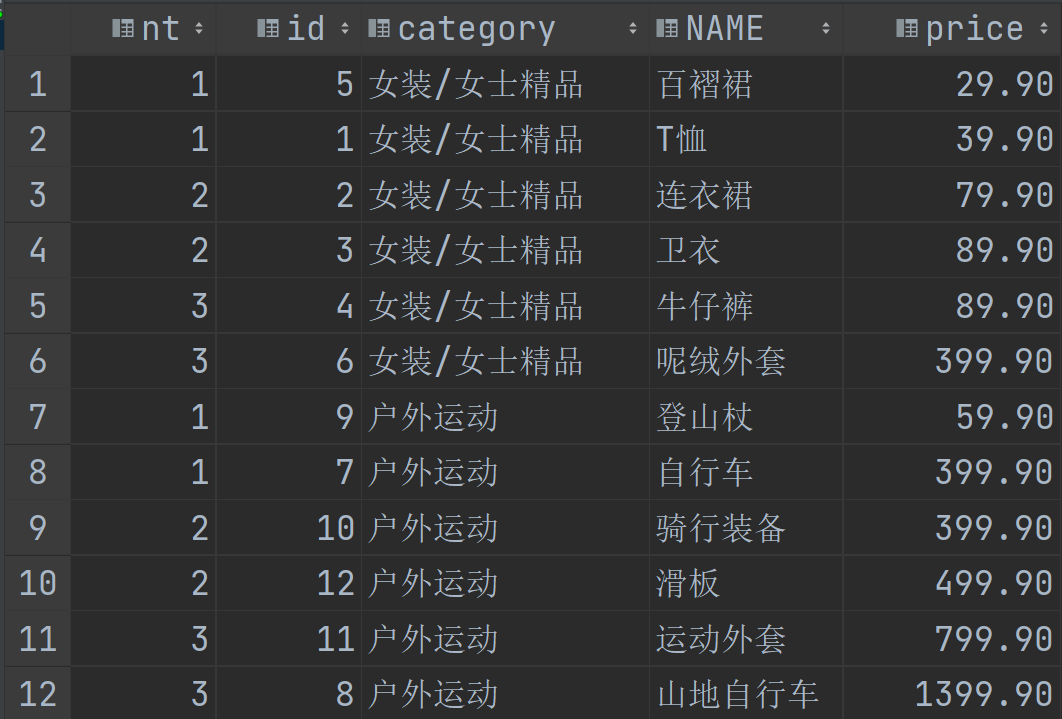 nt id category NAME price
1 1 5 女装/女士精品 百褶裙 29.90
2 1 1 女装/女士精品 T恤 39.90
3 2 2 女装/女士精品 连衣裙 79.90
4 2 3 女装/女士精品 卫衣 89.90
5 3 4 女装/女士精品 牛仔裤 89.90
6 3 6 女装/女士精品 呢绒外套 399.90
7 1 9 户外运动 登山杖 59.90
8 1 7 户外运动 自行车 399.90
9 2 10 户外运动 骑行装备 399.90
10 2 12 户外运动 滑板 499.90
11 3 11 户外运动 运动外套 799.90
12 3 8 户外运动 山地自行车 1399.90